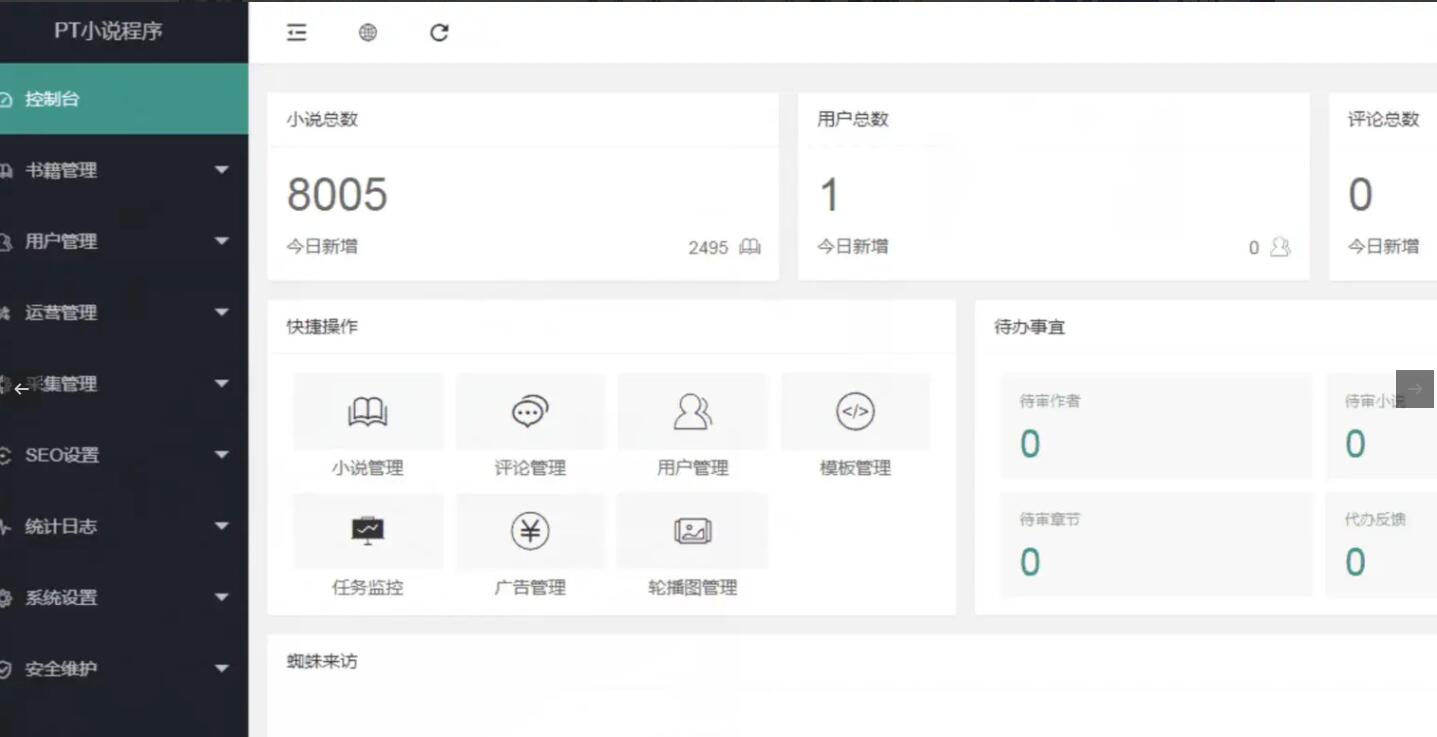 PT小说程序
控制台
书籍管理
用户管理
运营管理
采集管理
SEO设置
统计日志
系统设置
安全维护
小说总数
8005
今日新增 2495
用户总数
1
今日新增 0
评论总数
0
今日新增
快捷操作
小说管理 评论管理 用户管理 模板管理
任务监控 广告管理 轮播图管理
待办事宜
待审作者 待审小说
0 0
待审章节 代办反馈
0 0
蜘蛛来访